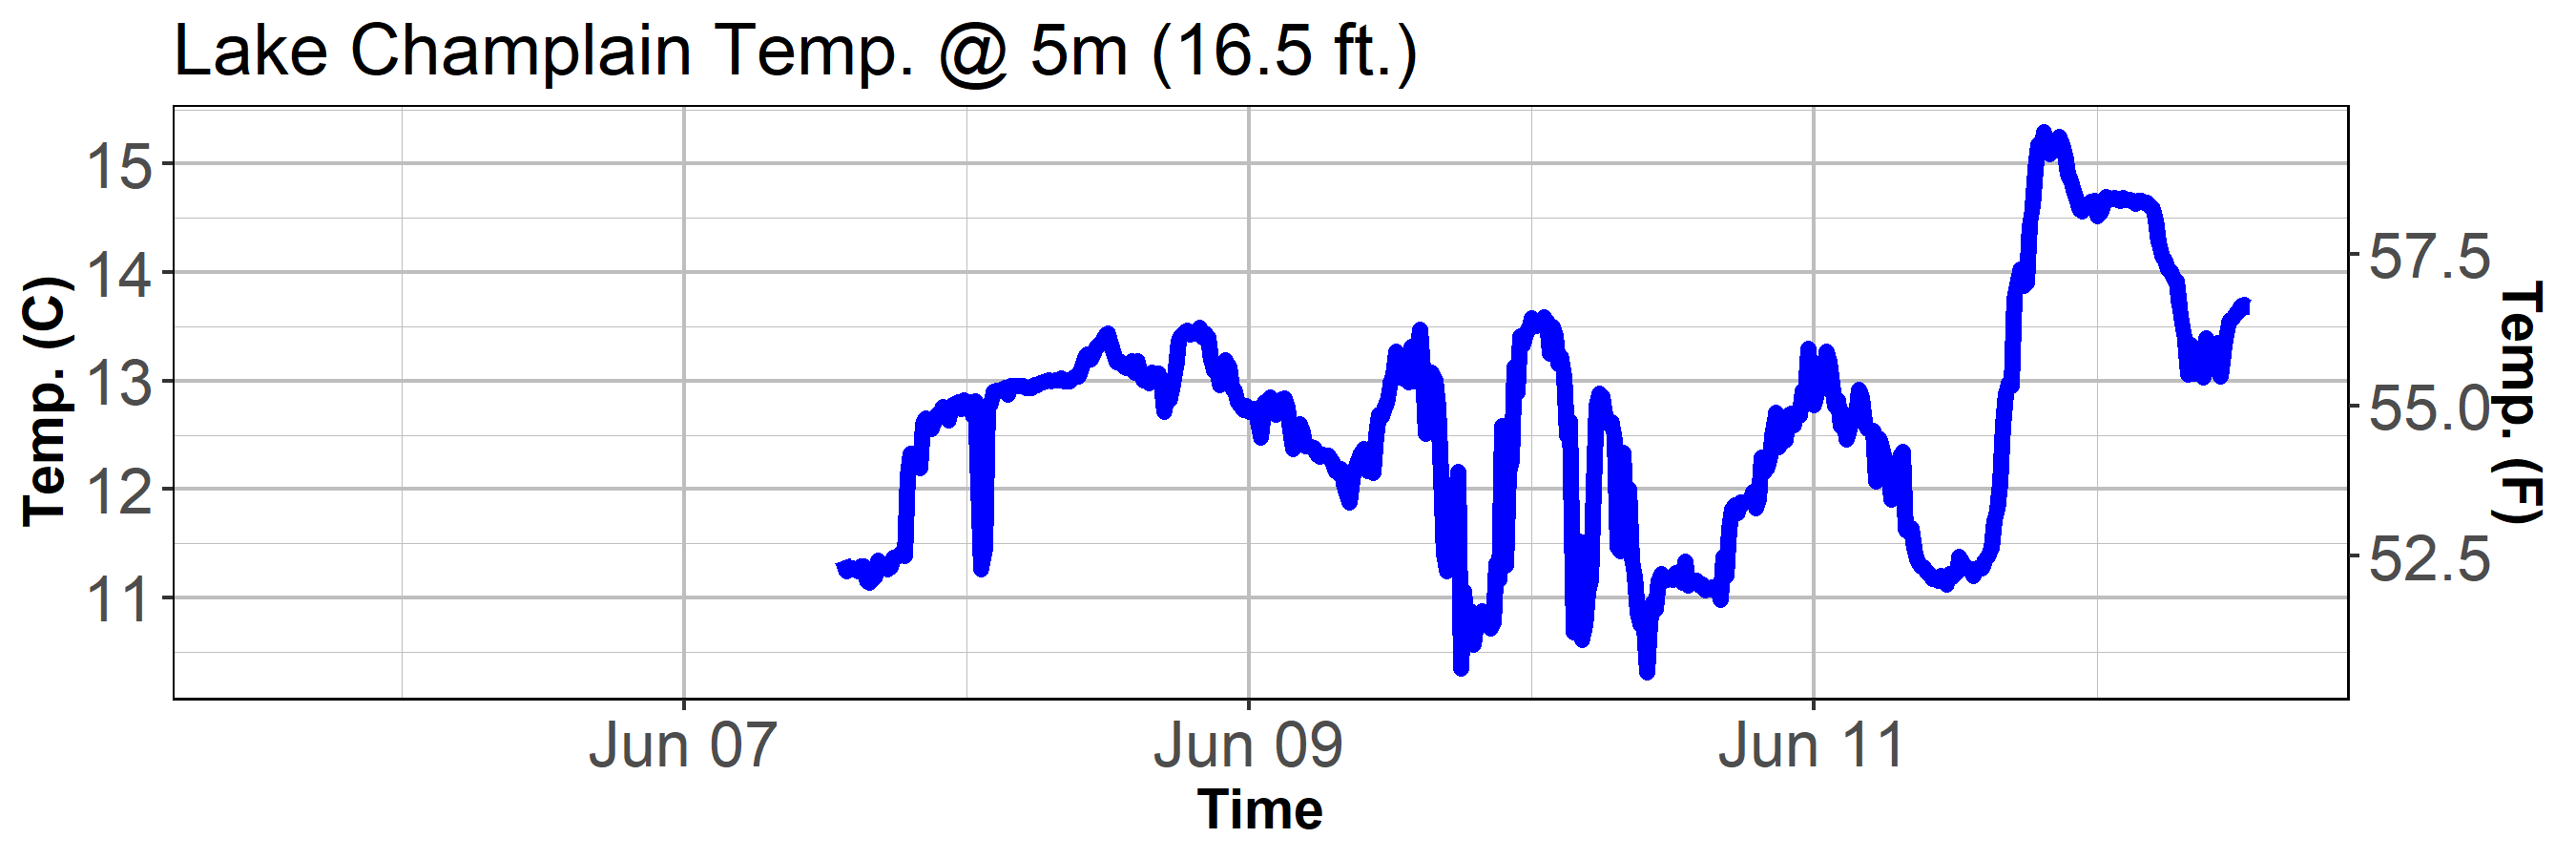 Lake Champlain Temp. @ 5m (16.5 ft.)
Temp. (C)
15
14
13
12
11
57.5
55.0
52.5
Temp. (F)
Jun 07 Jun 09 Jun 11
Time